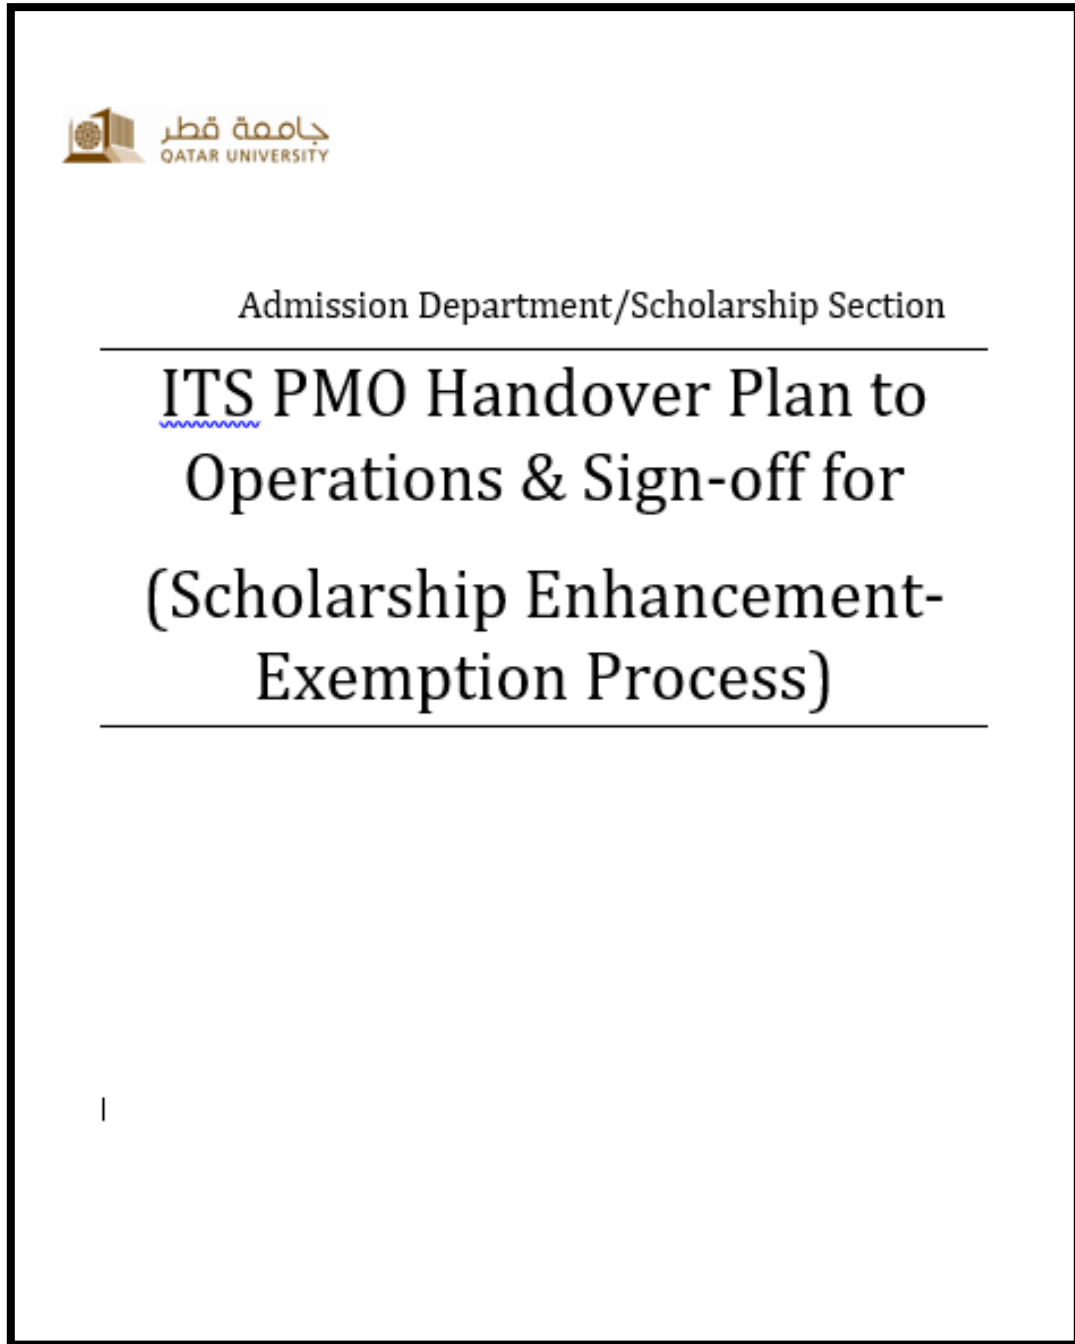 جامعة قطر
QATAR UNIVERSITY
Admission Department/Scholarship Section
ITS PMO Handover Plan to
Operations & Sign-off for
(Scholarship Enhancement-
Exemption Process)